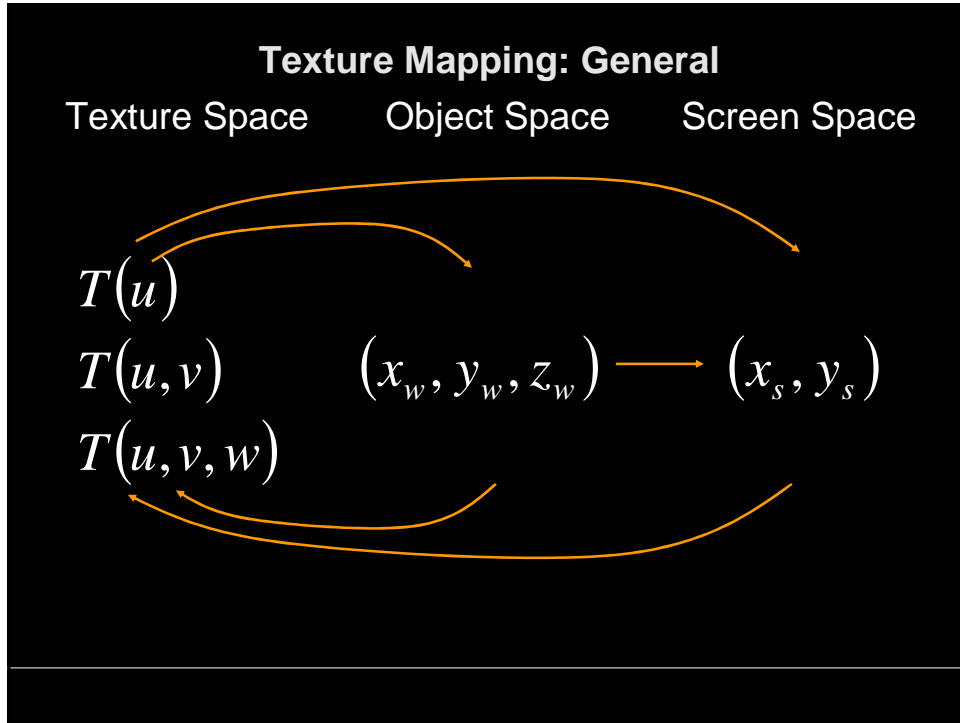 Texture Mapping: General
Texture Space Object Space Screen Space
T(u)
T(u, v) (x_w, y_w, z_w) (x_s, y_s)
T(u, v, w)